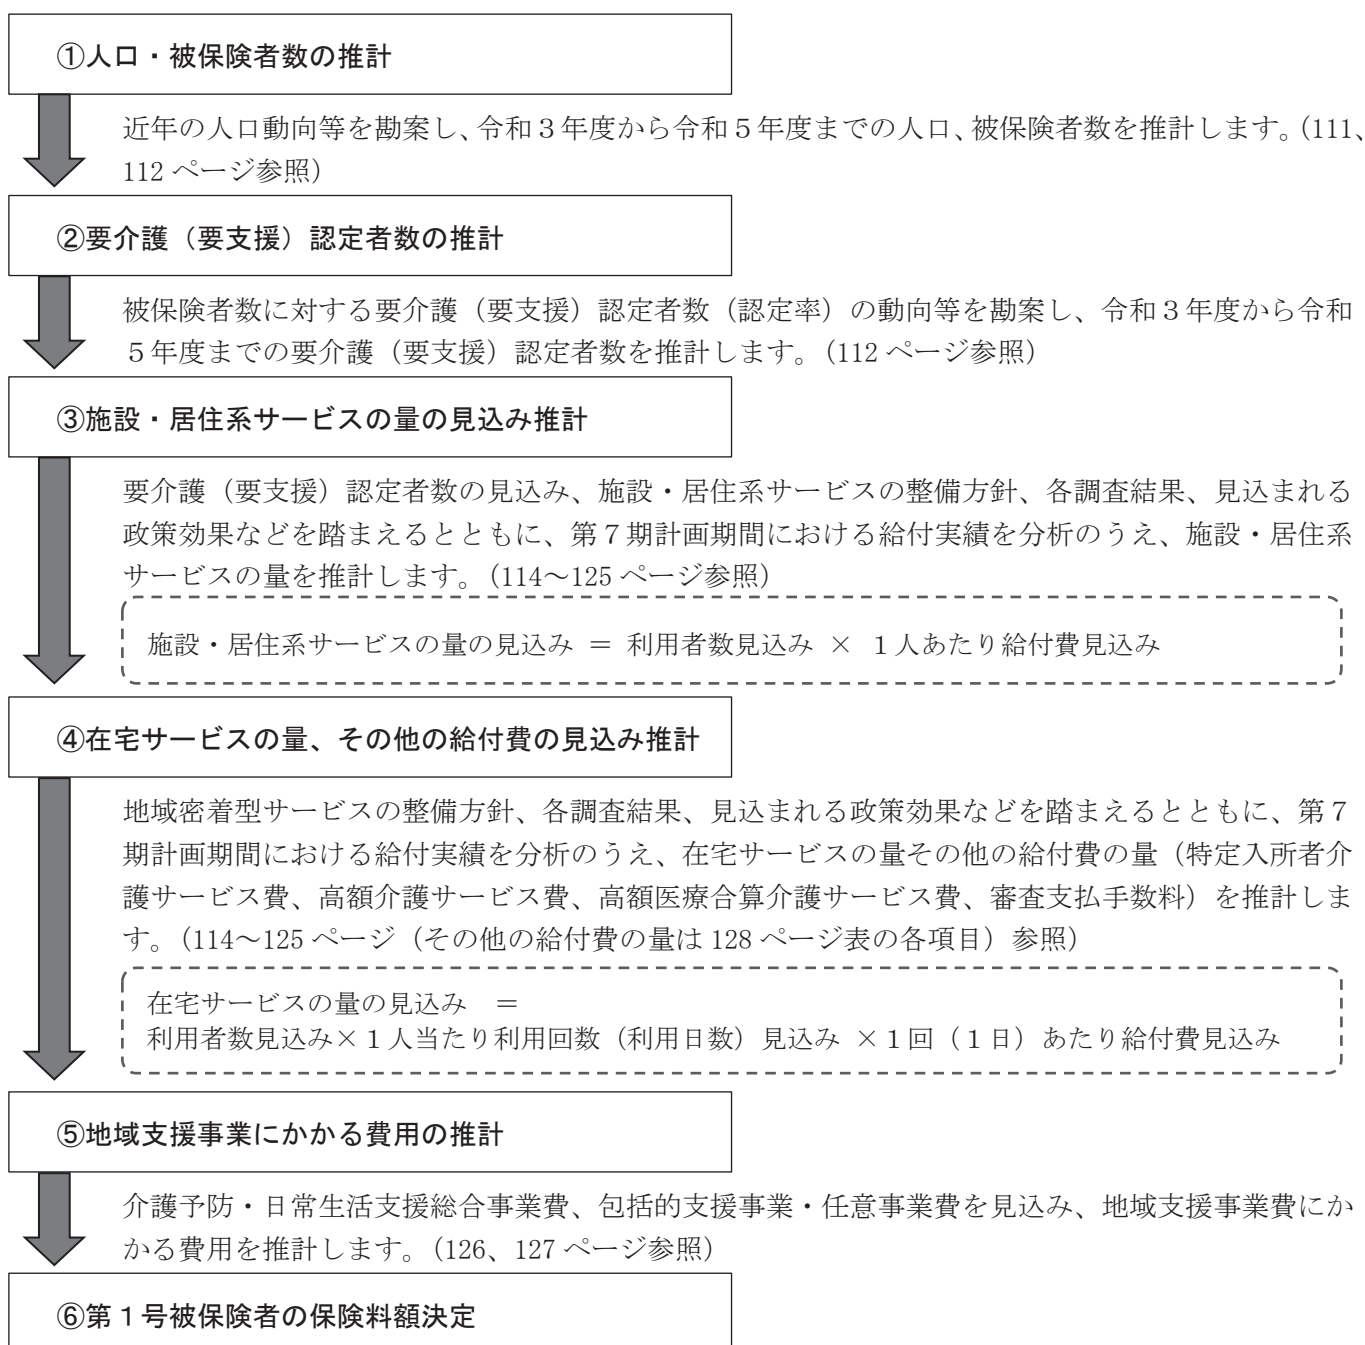 ①人口・被保険者数の推計
近年の人口動向等を勘案し、令和３年度から令和５年度までの人口、被保険者数を推計します。（111、
112 ページ参照）
②要介護（要支援）認定者数の推計
被保険者数に対する要介護（要支援）認定者数（認定率）の動向等を勘案し、令和３年度から令和
５年度までの要介護（要支援）認定者数を推計します。（112 ページ参照）
③施設・居住系サービスの量の見込み推計
要介護（要支援）認定者数の見込み、施設・居住系サービスの整備方針、各調査結果、見込まれる
政策効果などを踏まえるとともに、第７期計画期間における給付実績を分析のうえ、施設・居住系
サービスの量を推計します。（114～125 ページ参照）
施設・居住系サービスの量の見込み ＝ 利用者数見込み × １人あたり給付費見込み
④在宅サービスの量、その他の給付費の見込み推計
地域密着型サービスの整備方針、各調査結果、見込まれる政策効果などを踏まえるとともに、第７
期計画期間における給付実績を分析のうえ、在宅サービスの量その他の給付費の量（特定入所者介
護サービス費、高額介護サービス費、高額医療合算介護サービス費、審査支払手数料）を推計しま
す。（114～125 ページ（その他の給付費の量は 128 ページ表の各項目）参照）
在宅サービスの量の見込み ＝
利用者数見込み×１人当たり利用回数（利用日数）見込み ×１回（１日）あたり給付費見込み
⑤地域支援事業にかかる費用の推計
介護予防・日常生活支援総合事業費、包括的支援事業・任意事業費を見込み、地域支援事業費にか
かる費用を推計します。（126、127 ページ参照）
⑥第１号被保険者の保険料額決定